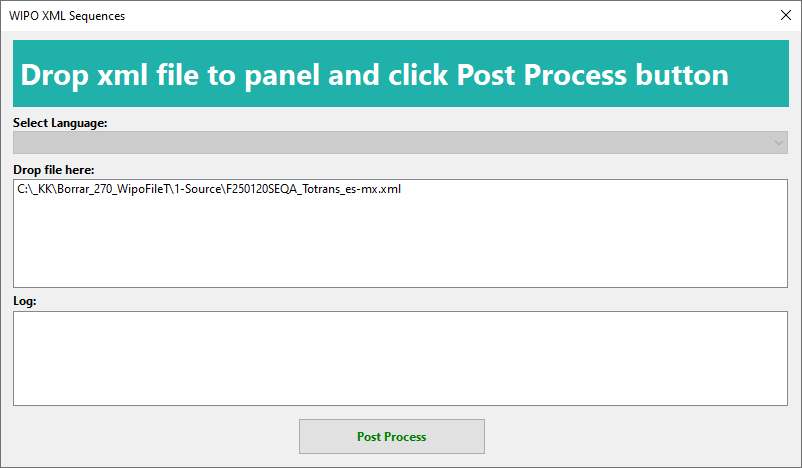 WIPO XML Sequences
Drop xml file to panel and click Post Process button
Select Language:
Drop file here:
C:\_KK\Borrar_270_WipoFileT\1-Source\F250120SEQA_Totrans_es-mx.xml
Log:
Post Process